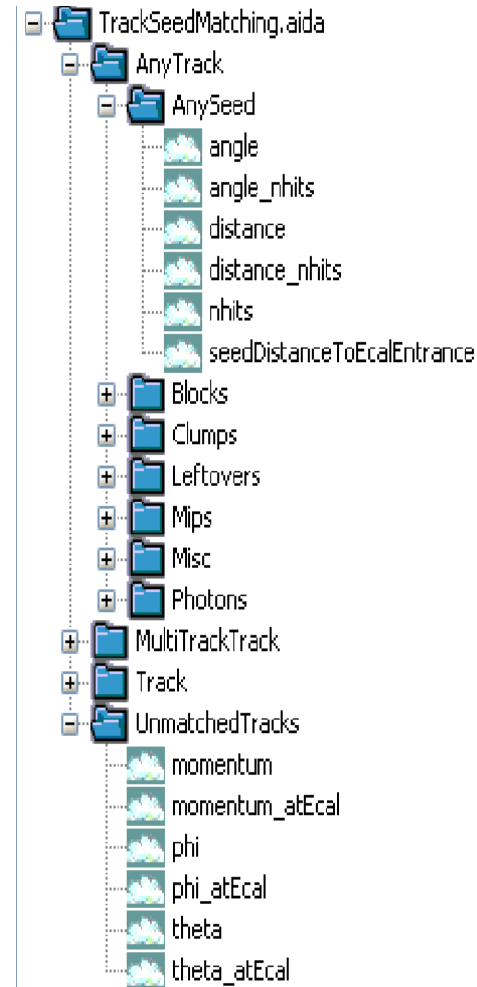 TrackSeedMatching.aida
AnyTrack
AnySeed
angle
angle_nhits
distance
distance_nhits
nhits
seedDistanceToEcalEntrance
Blocks
Clumps
Leftovers
Mips
Misc
Photons
MultiTrackTrack
Track
UnmatchedTracks
momentum
momentum_atEcal
phi
phi_atEcal
theta
theta_atEcal